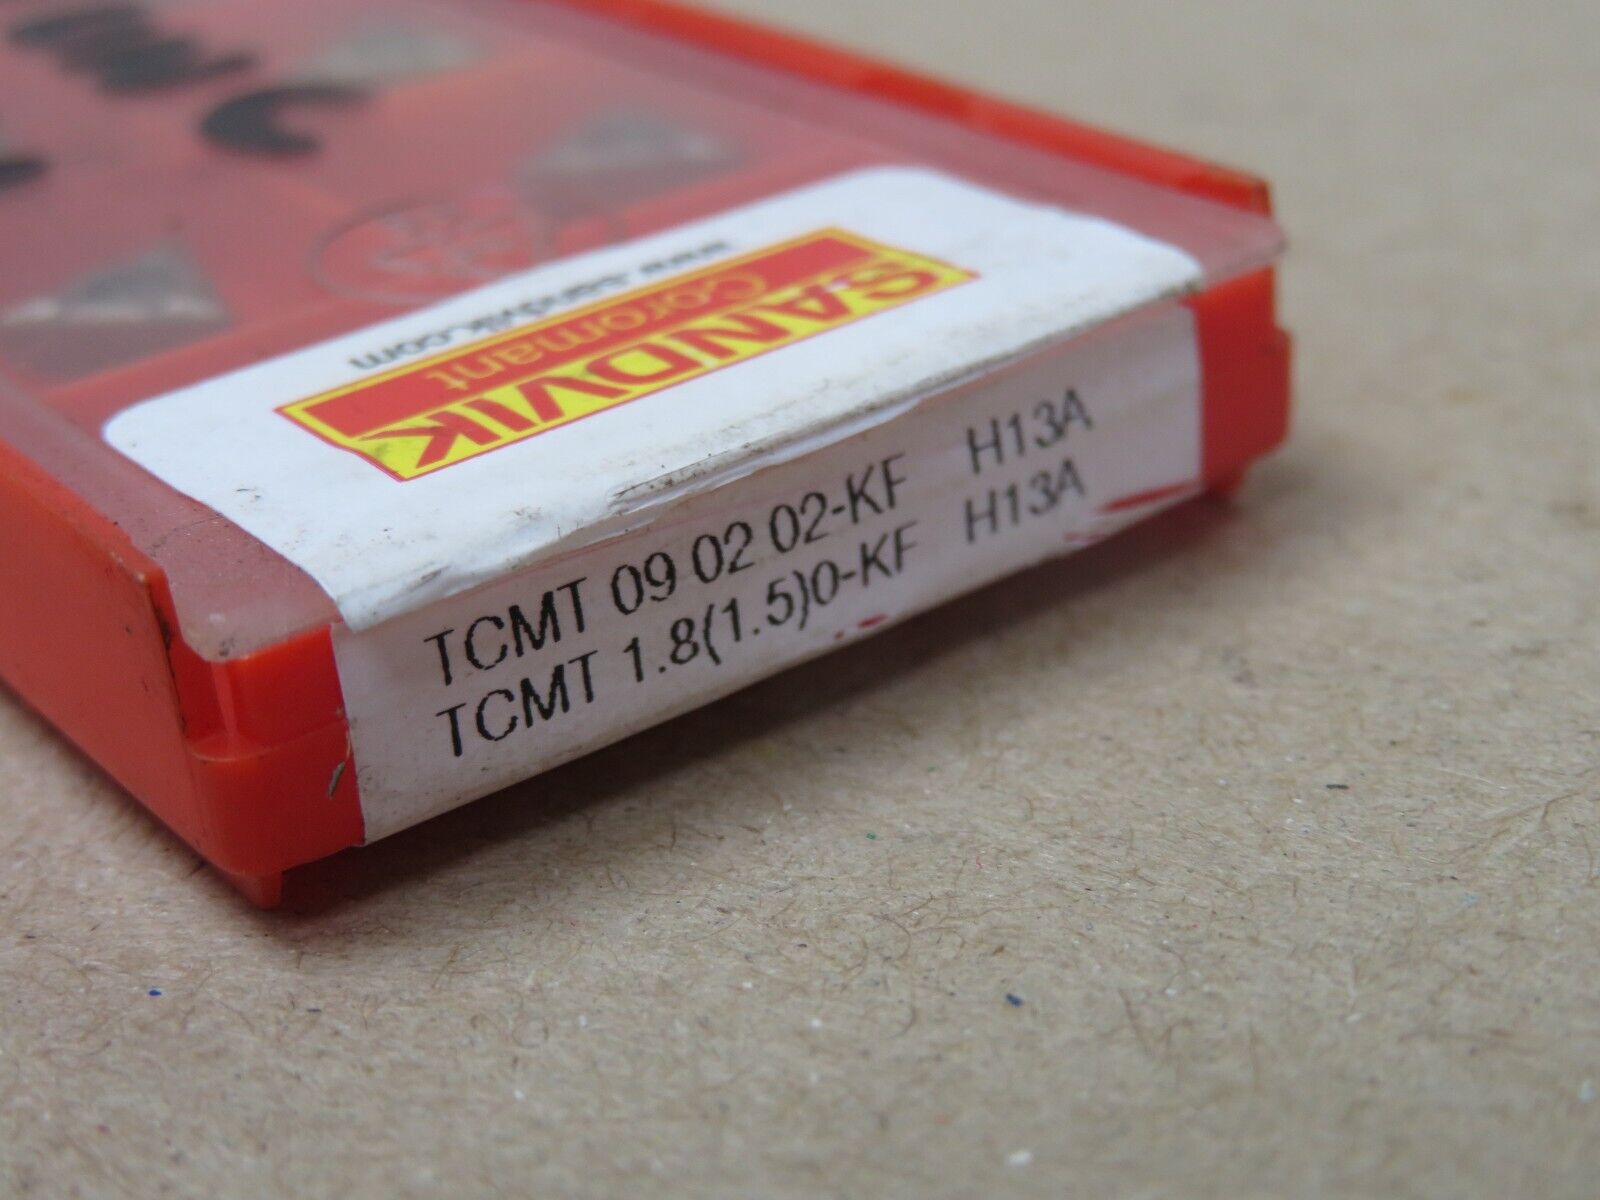 www.sandvik.com
SANDVIK
Coromant
TCMT 09 02 02-KF H13A
TCMT 1.8(1.5)0-KF H13A